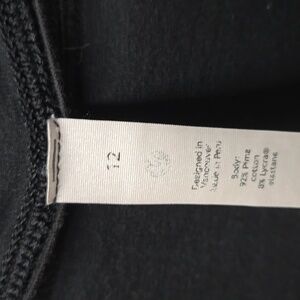 12
Designed in
Vancouver
Made in Peru
Body:
92% Pima
cotton
8% Lycra®
elastane